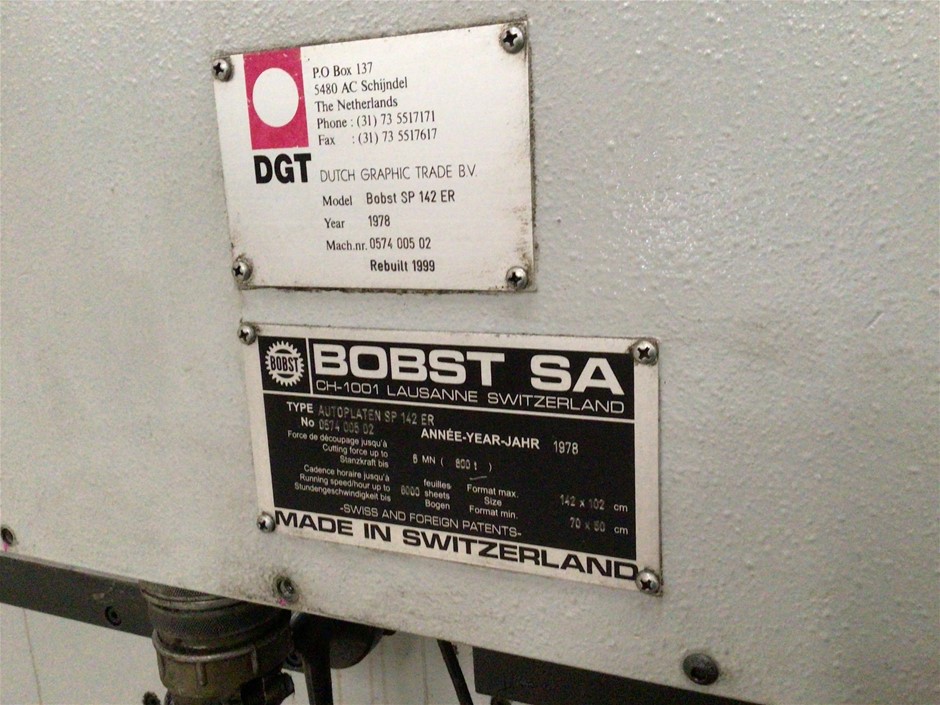 P.O Box 137
5480 AC Schijndel
The Netherlands
Phone : (31) 73 5517171
Fax : (31) 73 5517617
DGT DUTCH GRAPHIC TRADE B.V.
Model Bobst SP 142 ER
Year 1978
Mach.nr. 0574 005 02
Rebuilt 1999
BOBST
BOBST SA
CH-1001 LAUSANNE SWITZERLAND
TYPE AUTOPLATEN SP 142 ER
No 0574 005 02
ANNÉE-YEAR-JAHR 1978
Force de découpage jusqu'à
Cutting force up to
Stanzkraft bis
MN ( 600 t )
Cadence horaire jusqu'à
Running speed/hour up to
Stundengeschwindigkeit bis
6000
feuilles
sheets
Bogen
Format max.
Size
Format min.
142 x 102 cm
70 x 50 cm
-SWISS AND FOREIGN PATENTS-
MADE IN SWITZERLAND